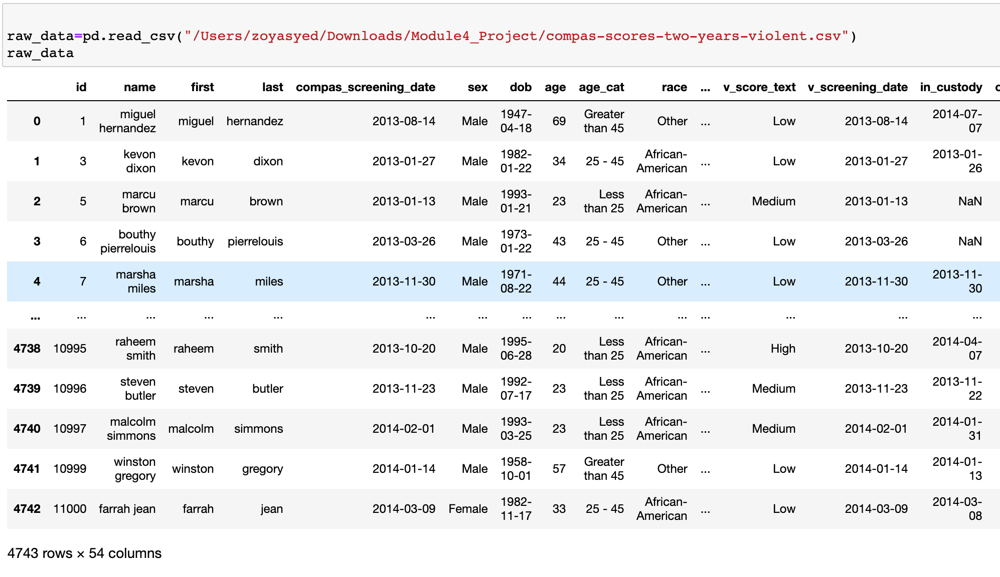 raw_data=pd.read_csv("/Users/zoyasyed/Downloads/Module4_Project/compas-scores-two-years-violent.csv")
raw_data
id name first last compas_screening_date sex dob age age_cat race ... v_score_text v_screening_date in_custody
0 1 miguel hernandez miguel hernandez 2013-08-14 Male 1947-04-18 69 Greater than 45 Other ... Low 2013-08-14 2014-07-07
1 3 kevon dixon kevon dixon 2013-01-27 Male 1982-01-22 34 25 - 45 African-American ... Low 2013-01-27 2013-01-26
2 5 marcu brown marcu brown 2013-01-13 Male 1993-01-21 23 Less than 25 African-American ... Medium 2013-01-13 NaN
3 6 bouthy pierrelouis bouthy pierrelouis 2013-03-26 Male 1973-01-22 43 25 - 45 Other ... Low 2013-03-26 NaN
4 7 marsha miles marsha miles 2013-11-30 Male 1971-08-22 44 25 - 45 Other ... Low 2013-11-30 2013-11-30
... ... ... ... ... ... ... ... ... ... ... ... ... ... ...
4738 10995 raheem smith raheem smith 2013-10-20 Male 1995-06-28 20 Less than 25 African-American ... High 2013-10-20 2014-04-07
4739 10996 steven butler steven butler 2013-11-23 Male 1992-07-17 23 Less than 25 African-American ... Medium 2013-11-23 2013-11-22
4740 10997 malcolm simmons malcolm simmons 2014-02-01 Male 1993-03-25 23 Less than 25 African-American ... Medium 2014-02-01 2014-01-31
4741 10999 winston gregory winston gregory 2014-01-14 Male 1958-10-01 57 Greater than 45 Other ... Low 2014-01-14 2014-01-13
4742 11000 farrah jean farrah jean 2014-03-09 Female 1982-11-17 33 25 - 45 African-American ... Low 2014-03-09 2014-03-08
4743 rows × 54 columns